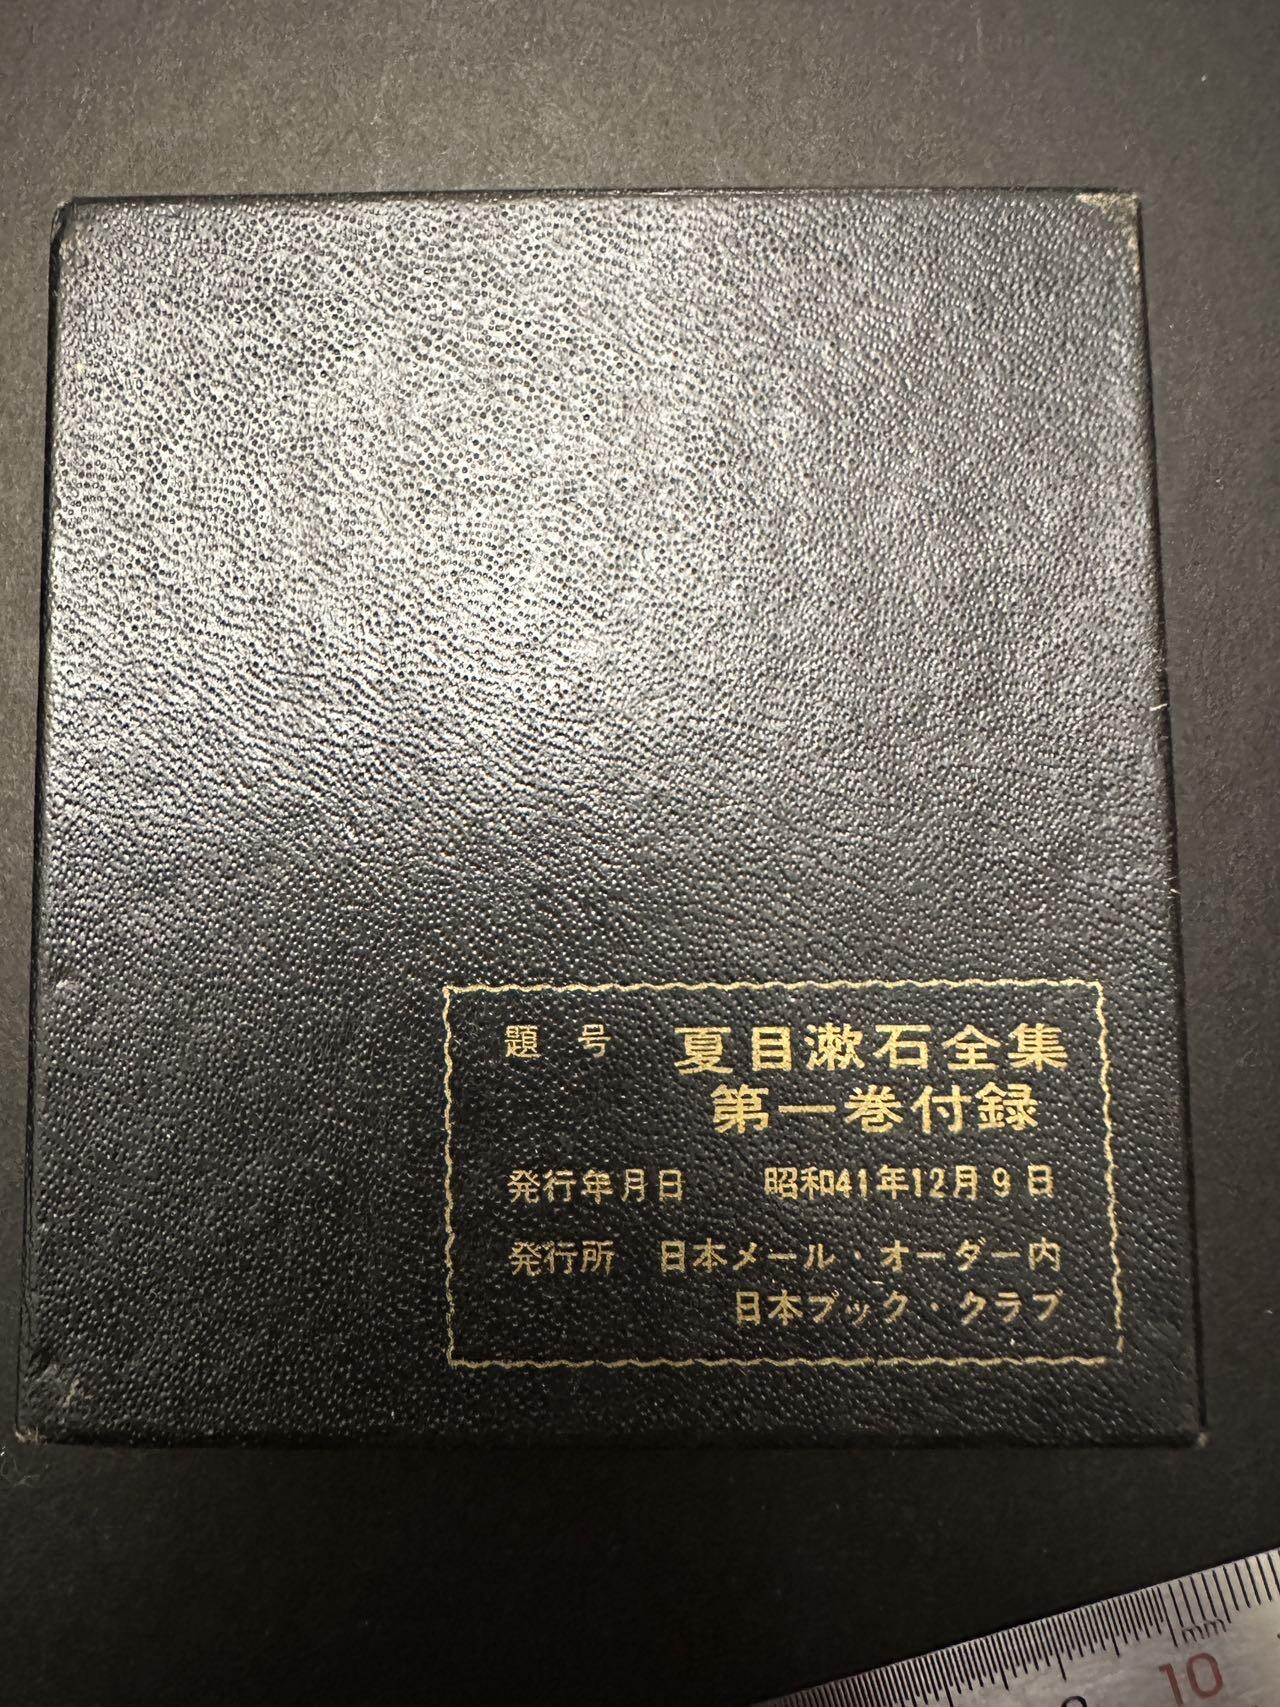 題 号 夏目漱石全集
第一巻付録
発行年月日 昭和41年12月9日
発行所 日本メール・オーダー内
日本ブック・クラブ
mm
10